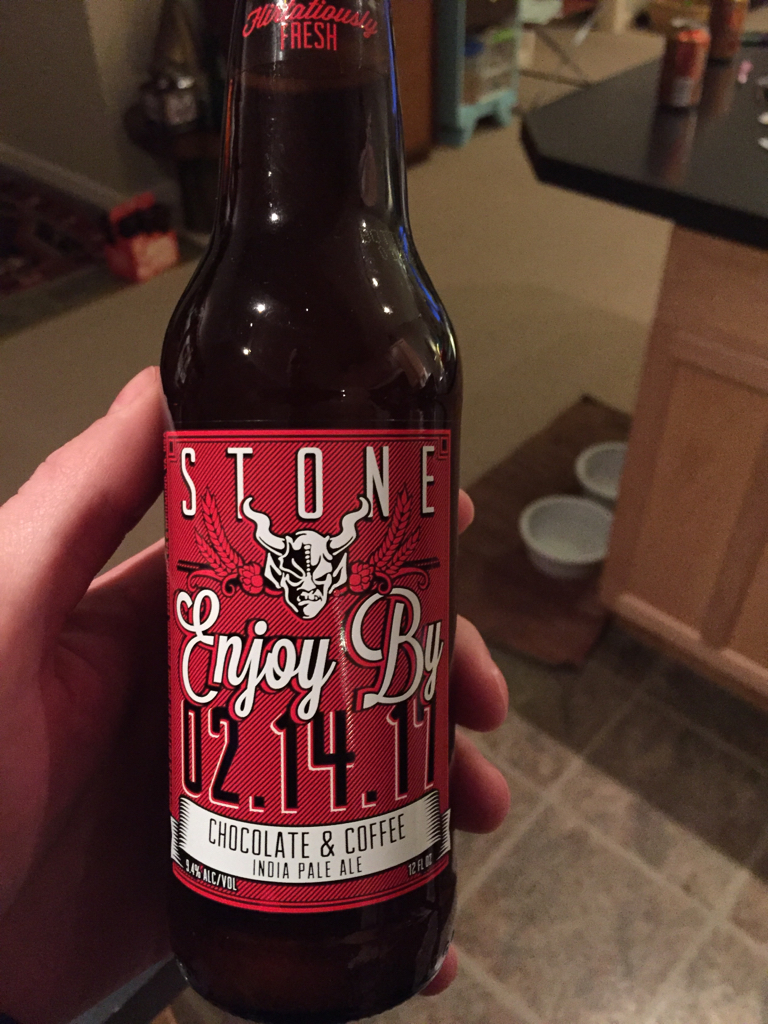 Flirtatiously
FRESH
STONE
Enjoy By
02.14.17
CHOCOLATE & COFFEE
INDIA PALE ALE
9.4% ALC/VOL
12 FL OZ